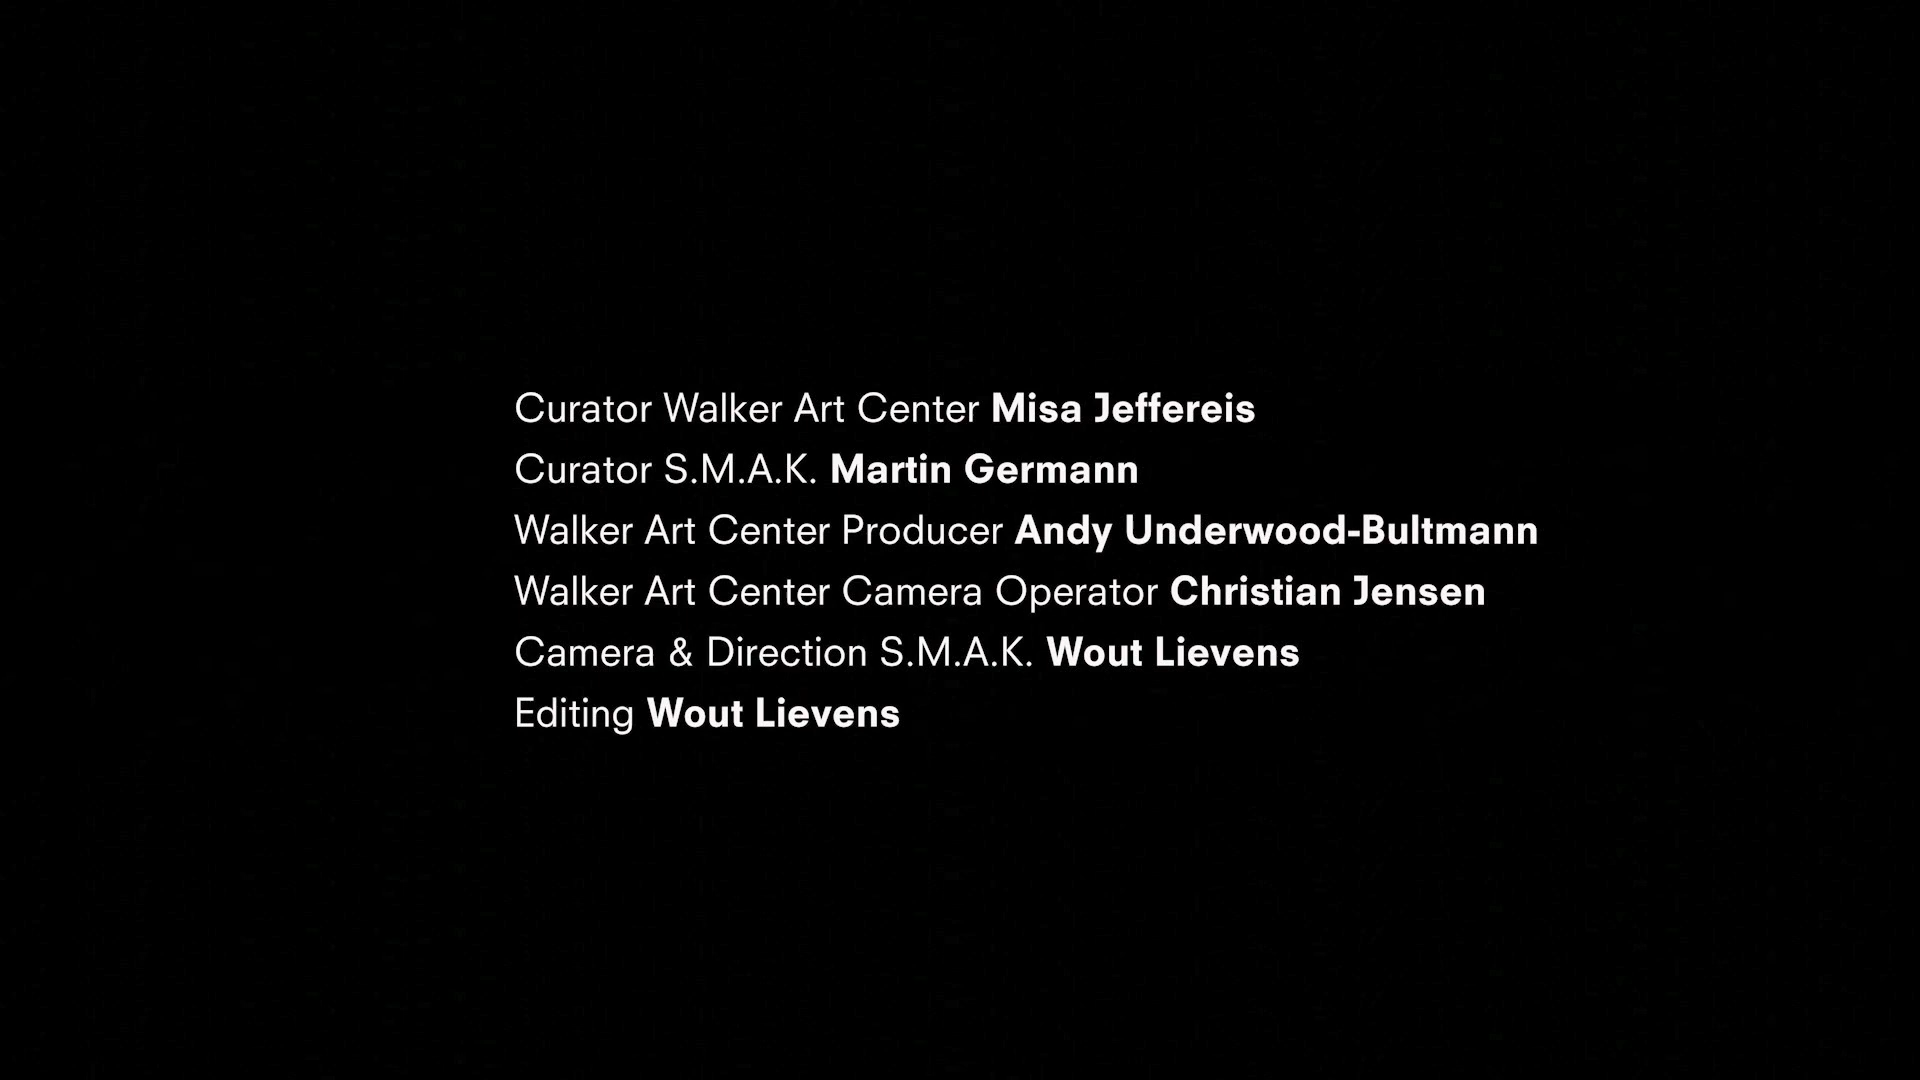 Curator Walker Art Center Misa Jeffereis
Curator S.M.A.K. Martin Germann
Walker Art Center Producer Andy Underwood-Bultmann
Walker Art Center Camera Operator Christian Jensen
Camera & Direction S.M.A.K. Wout Lievens
Editing Wout Lievens